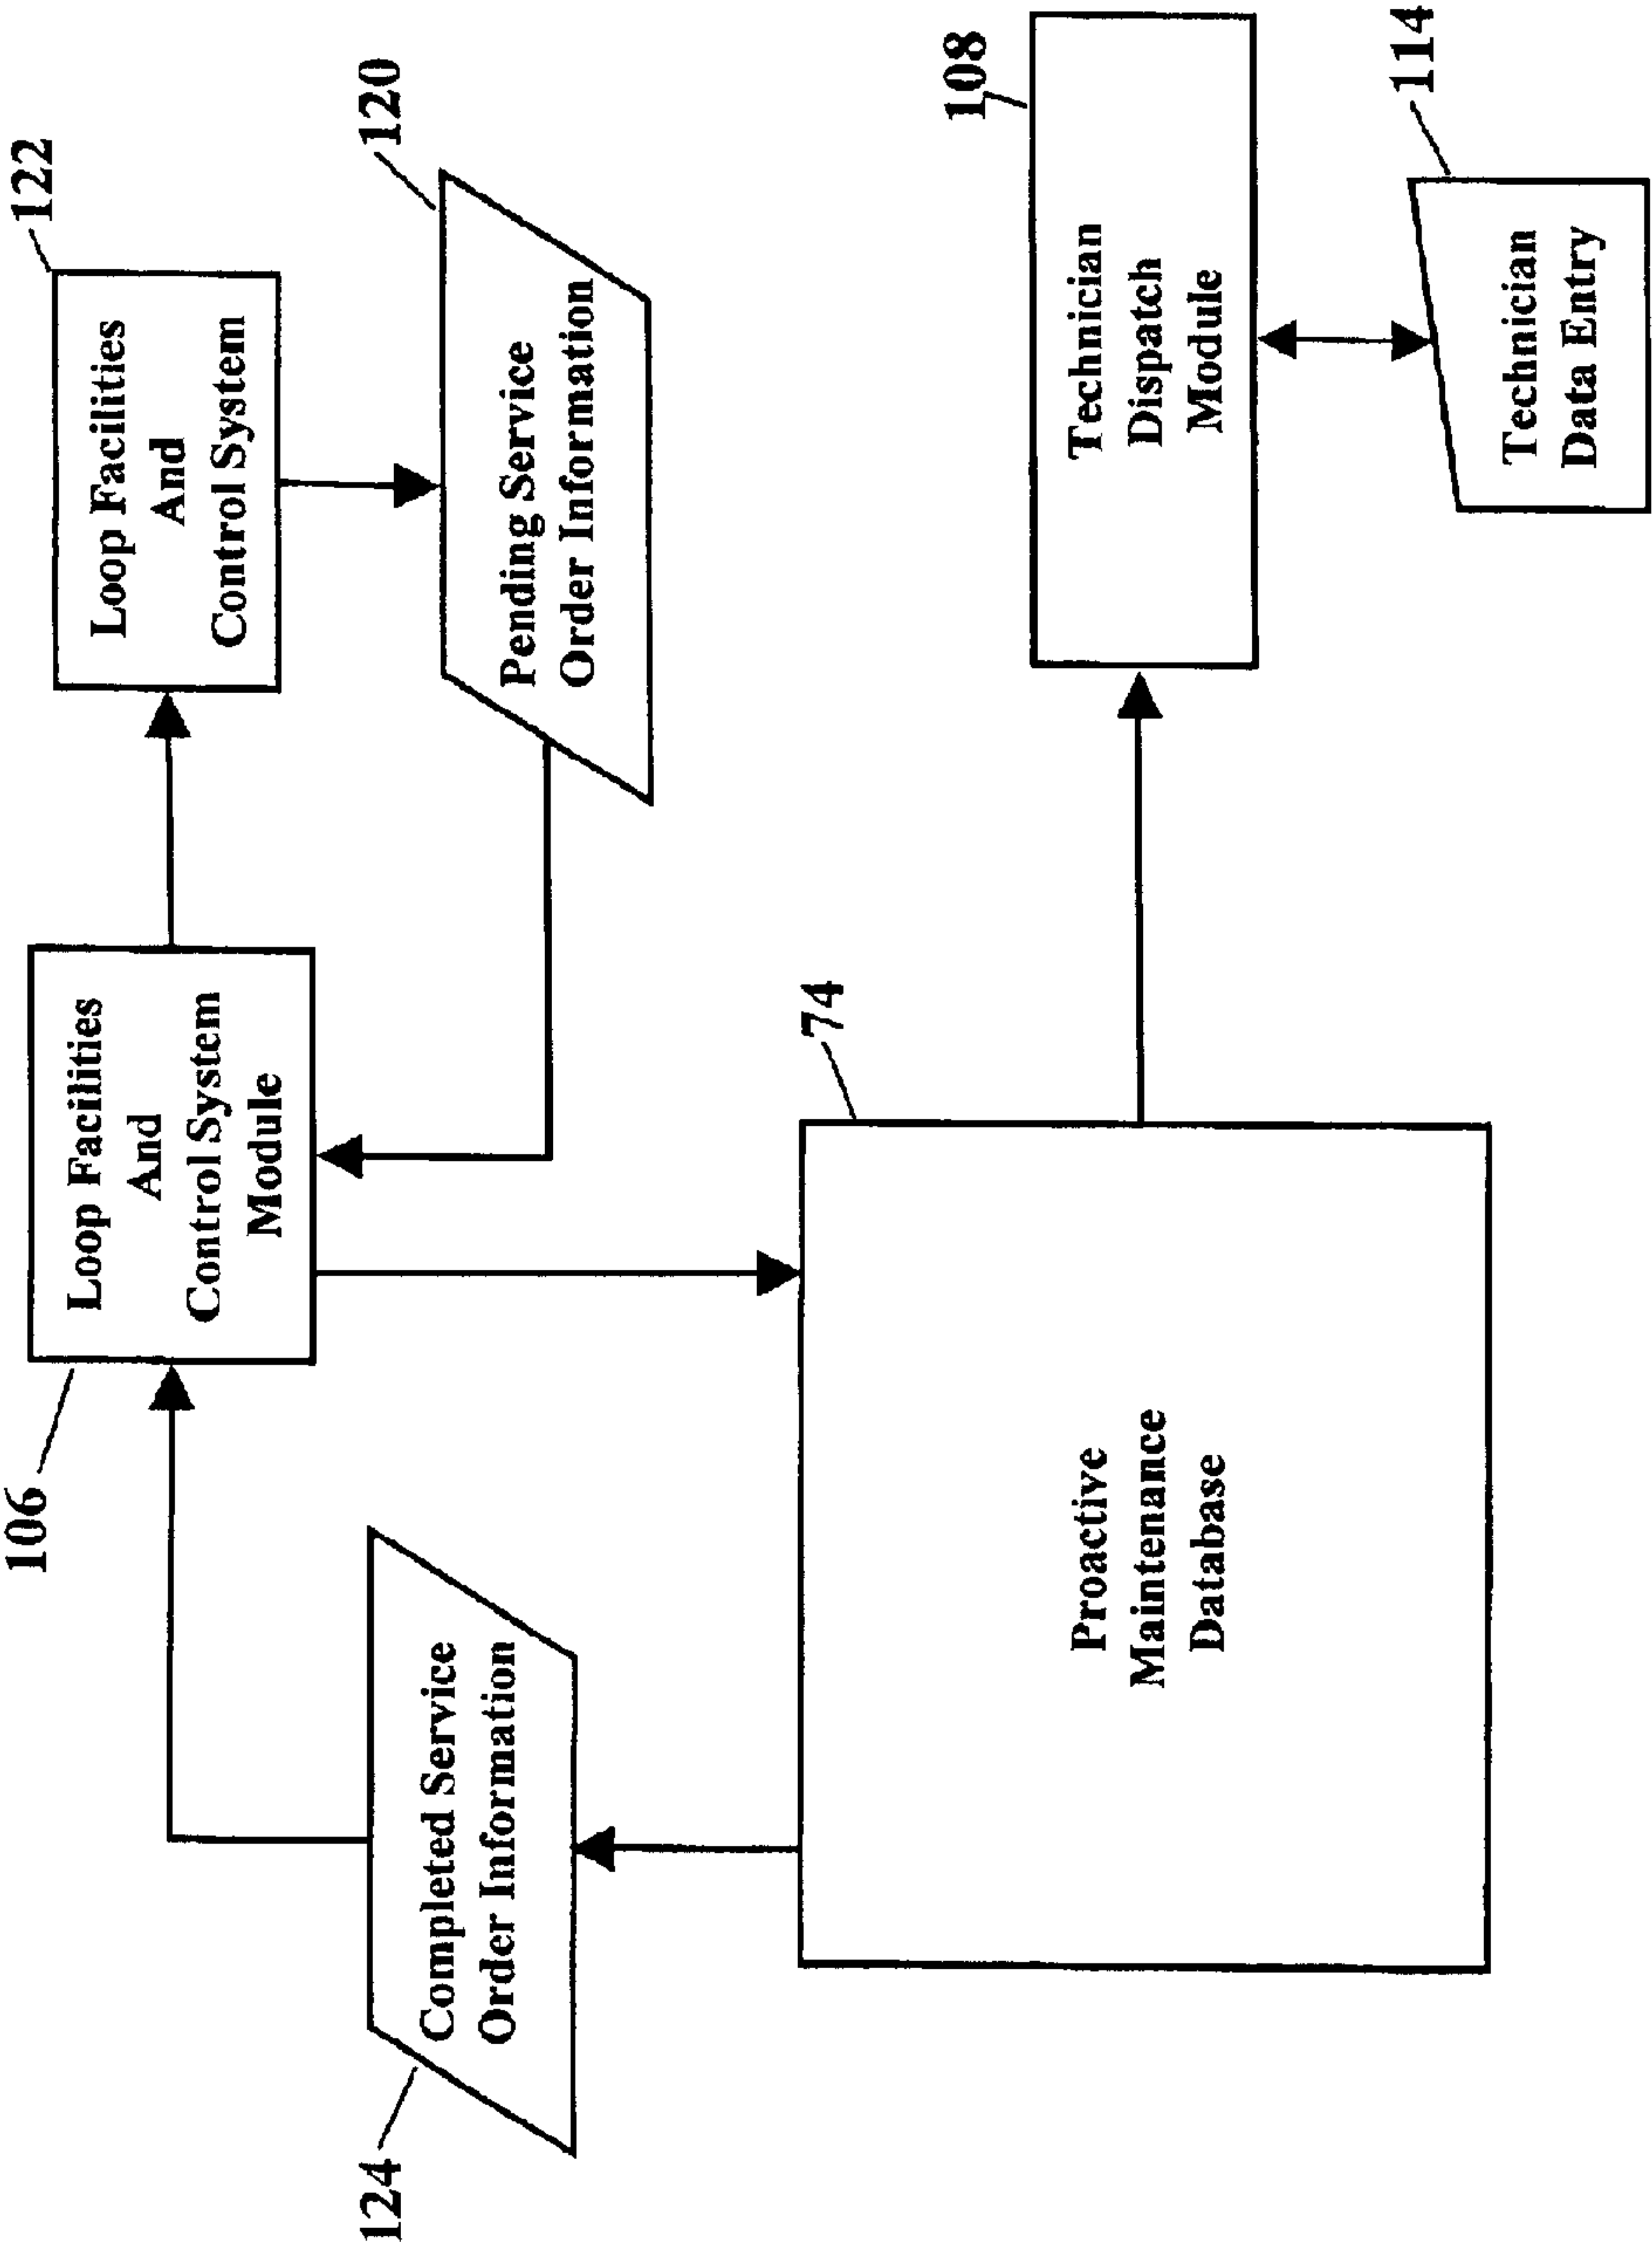 106
Loop Facilities
And
Control System
Module
122
Loop Facilities
And
Control System
124
Completed Service
Order Information
120
Pending Service
Order Information
74
Proactive
Maintenance
Database
108
Technician
Dispatch
Module
114
Technician
Data Entry